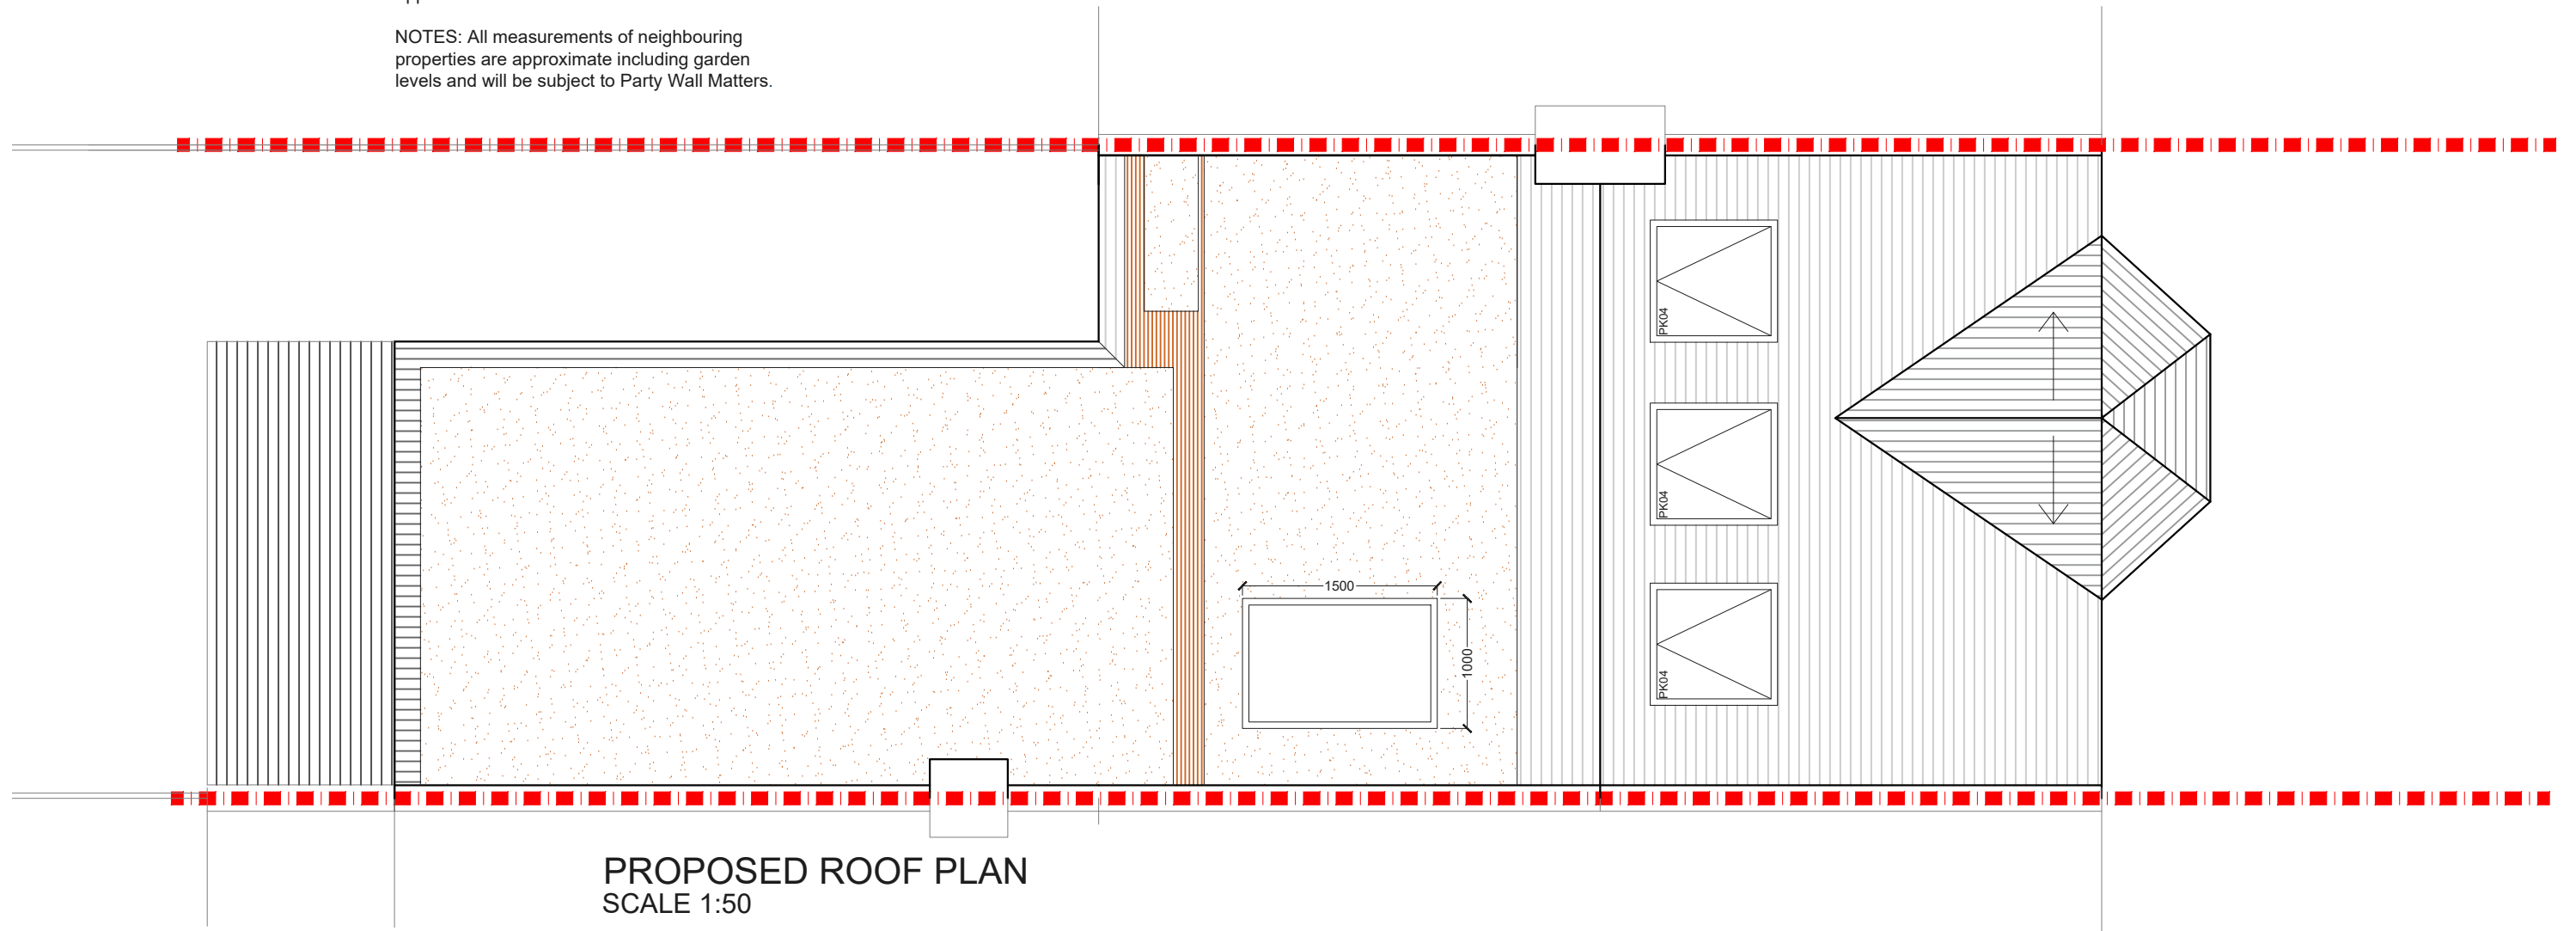 NOTES: All measurements of neighbouring
properties are approximate including garden
levels and will be subject to Party Wall Matters.
PK04
PK04
1500
1000
PK04
PROPOSED ROOF PLAN
SCALE 1:50